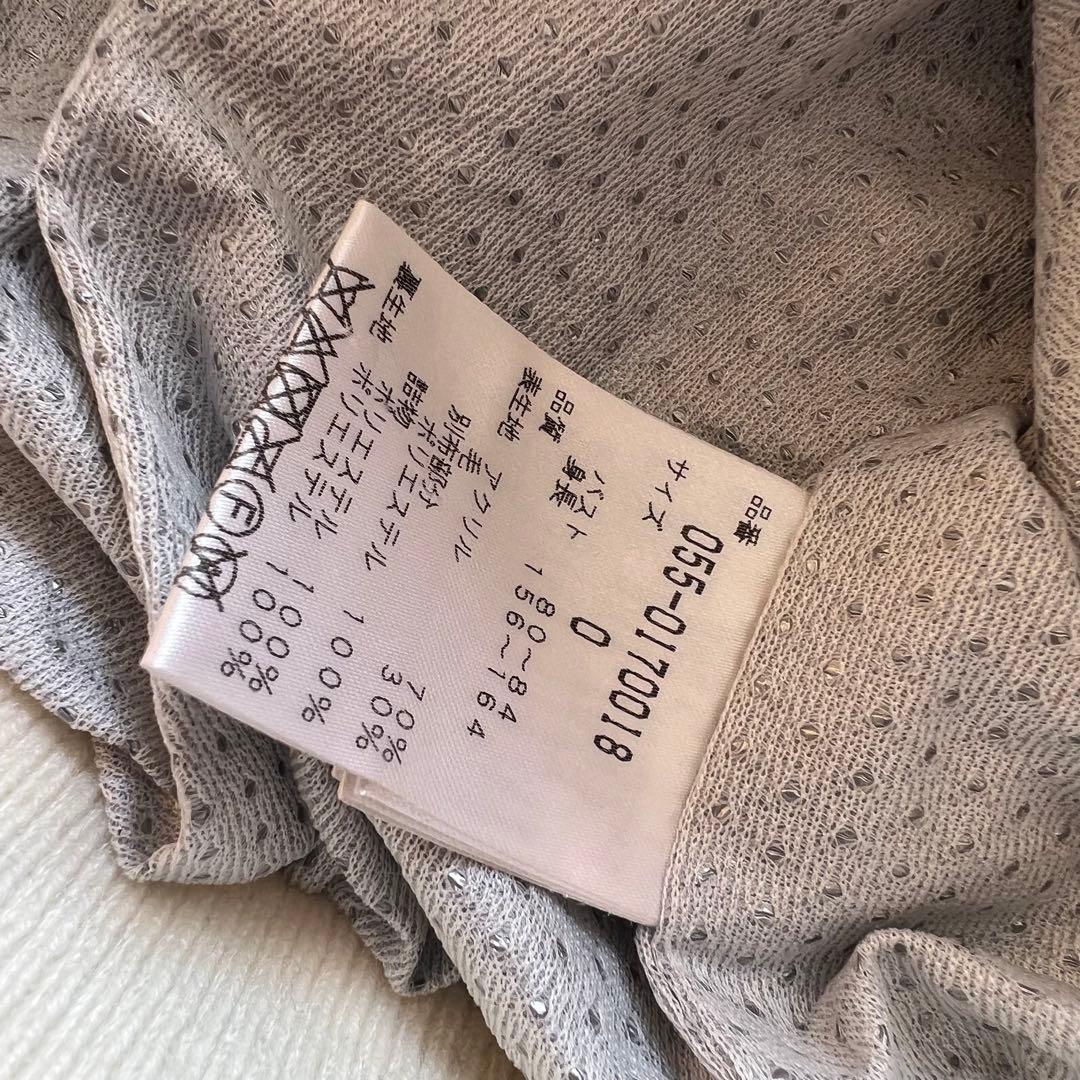 品番
055-0170018
サイズ 0
バスト 80~84
身長 156~164
品質
表生地
アクリル 70%
毛 30%
別布部分
ポリエステル 100%
詰物 ポリエステル 100%
裏生地 ポリエステル 100%
F